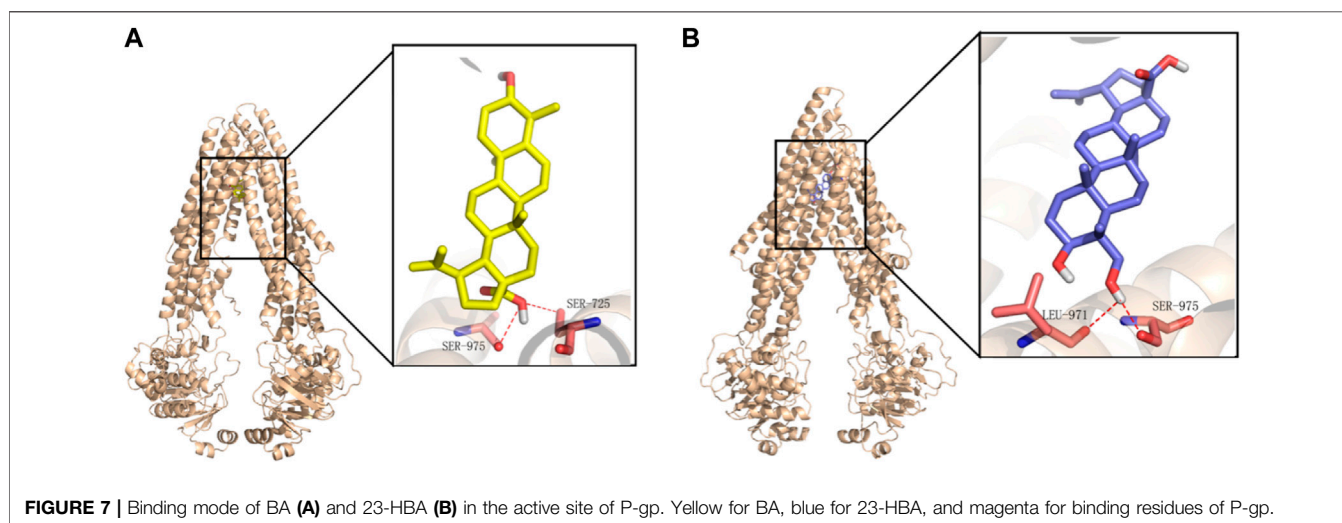 A
B
SER-725
SER-975
LEU-971
SER-975
FIGURE 7 | Binding mode of BA (A) and 23-HBA (B) in the active site of P-gp. Yellow for BA, blue for 23-HBA, and magenta for binding residues of P-gp.